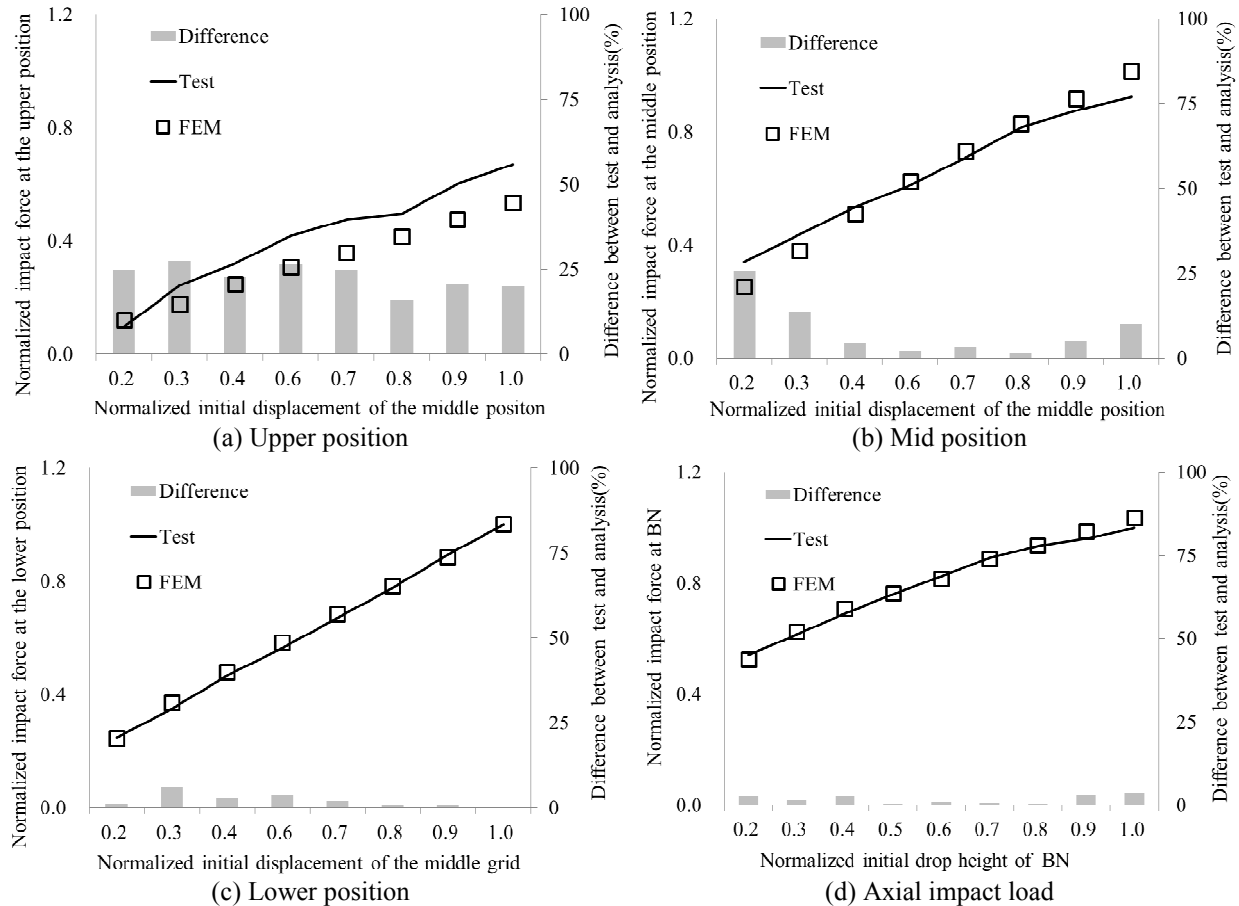 Normalized impact force at the upper position
1.2
0.8
0.4
0.0
Difference
Test
FEM
100
75
50
25
0
Difference between test and analysis(%)
0.2 0.3 0.4 0.6 0.7 0.8 0.9 1.0
Normalized initial displacement of the middle positon
(a) Upper position
Normalized impact force at the middle position
1.2
0.8
0.4
0.0
Difference
Test
FEM
100
75
50
25
0
Difference between test and analysis(%)
0.2 0.3 0.4 0.6 0.7 0.8 0.9 1.0
Normalized initial displacement of the middle position
(b) Mid position
Normalized impact force at the lower position
1.2
0.8
0.4
0.0
Difference
Test
FEM
100
75
50
25
0
Difference between test and analysis(%)
0.2 0.3 0.4 0.6 0.7 0.8 0.9 1.0
Normalized initial displacement of the middle grid
(c) Lower position
Normalized impact force at BN
1.2
0.8
0.4
0.0
Difference
Test
FEM
100
75
50
25
0
Difference between test and analysis(%)
0.2 0.3 0.4 0.5 0.6 0.7 0.8 0.9 1.0
Normalized initial drop height of BN
(d) Axial impact load